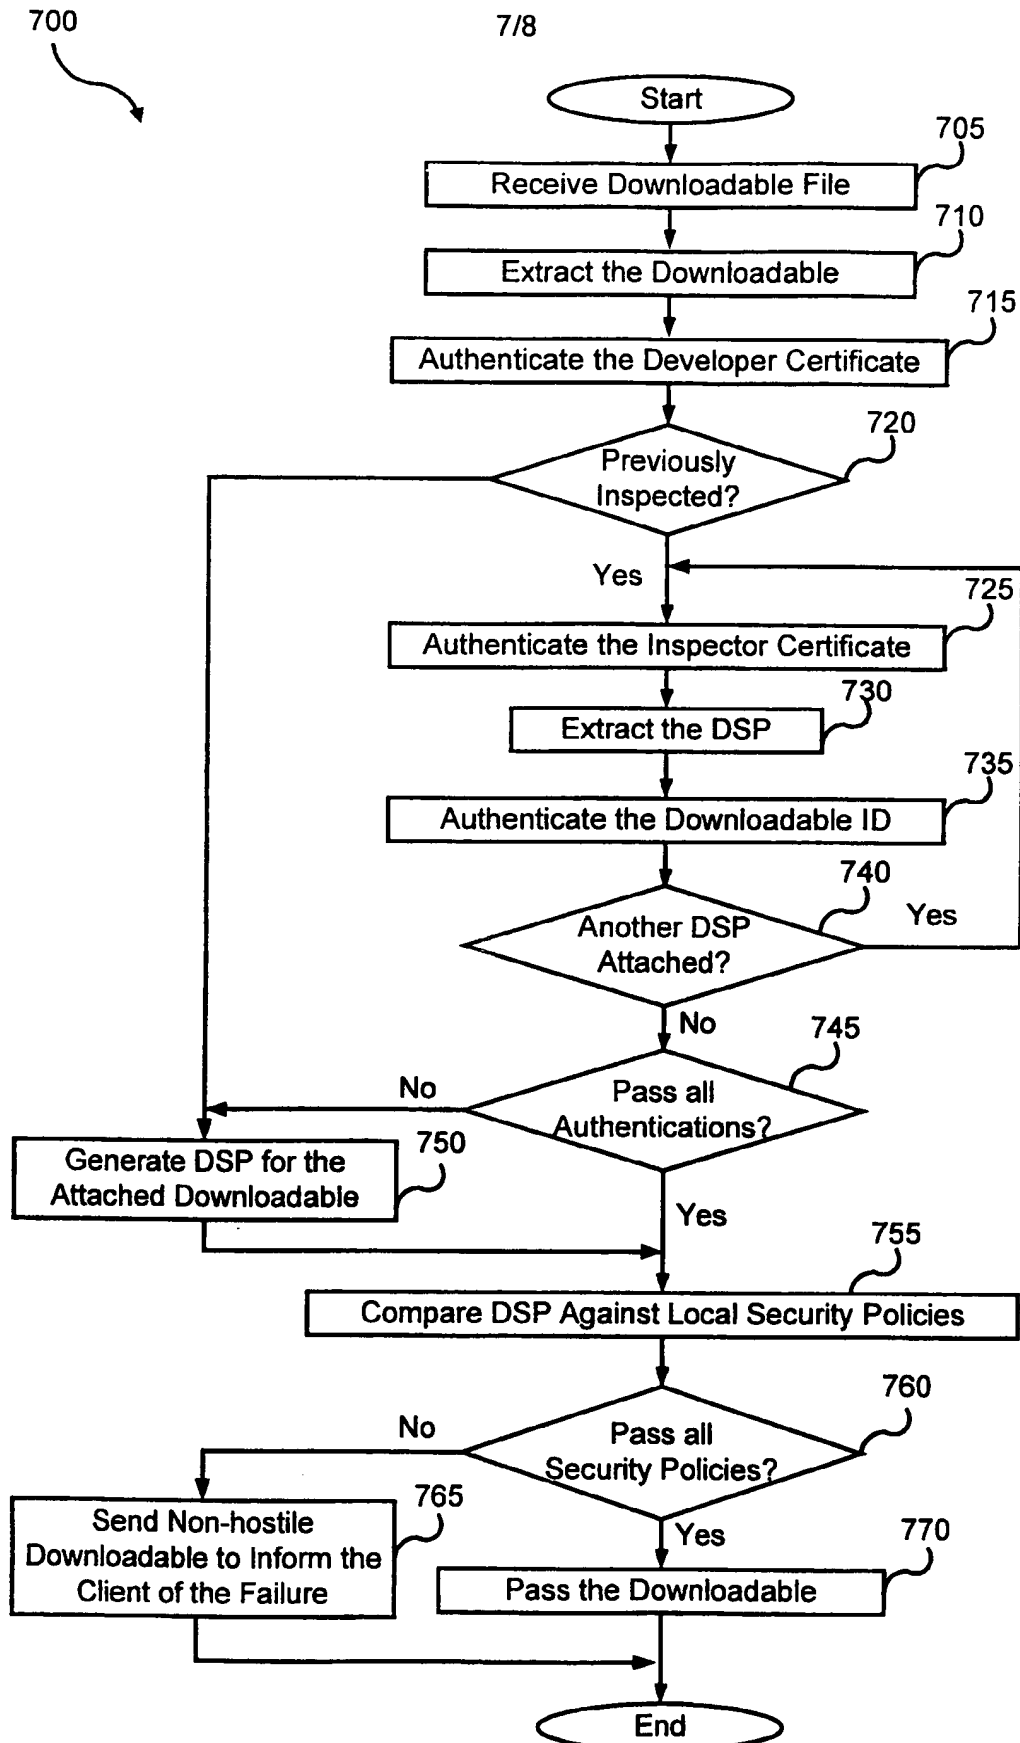 700
7/8
Start
705
Receive Downloadable File
710
Extract the Downloadable
715
Authenticate the Developer Certificate
720
Previously
Inspected?
Yes
725
Authenticate the Inspector Certificate
730
Extract the DSP
735
Authenticate the Downloadable ID
740
Another DSP
Attached?
Yes
No
745
Pass all
Authentications?
No
750
Generate DSP for the
Attached Downloadable
Yes
755
Compare DSP Against Local Security Policies
760
Pass all
Security Policies?
No
765
Send Non-hostile
Downloadable to Inform the
Client of the Failure
Yes
770
Pass the Downloadable
End